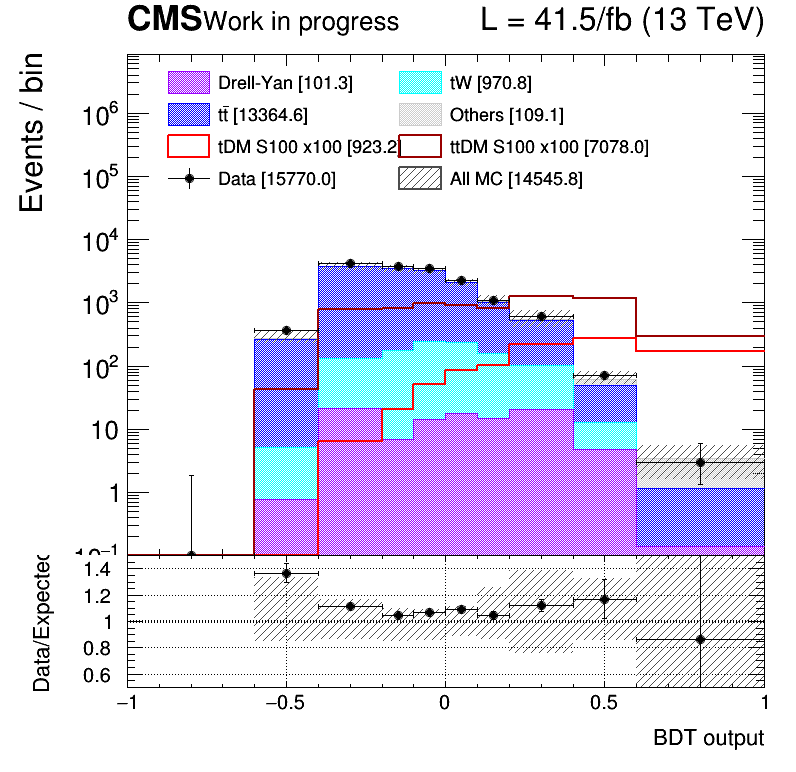 CMS Work in progress L = 41.5/fb (13 TeV)
Events / bin
Drell-Yan [101.3] tW [970.8]
tt̄ [13364.6] Others [109.1]
tDM S100 x100 [923.2] ttDM S100 x100 [7078.0]
Data [15770.0] All MC [14545.8]
10⁶
10⁵
10⁴
10³
10²
10
1
10⁻¹
Data/Expected
1.4
1.2
1
0.8
0.6
−1 −0.5 0 0.5 1
BDT output